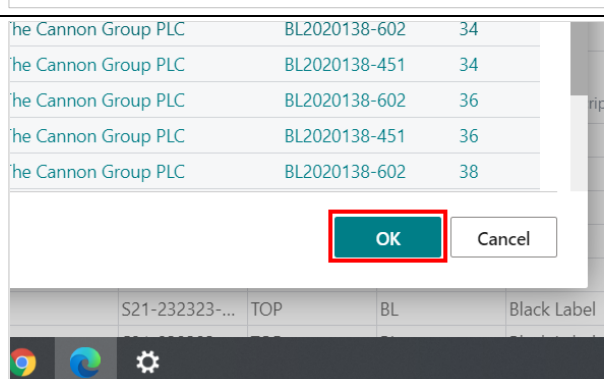 he Cannon Group PLC BL2020138-602 34
he Cannon Group PLC BL2020138-451 34
he Cannon Group PLC BL2020138-602 36
he Cannon Group PLC BL2020138-451 36
he Cannon Group PLC BL2020138-602 38
OK Cancel
S21-232323-... TOP BL Black Label